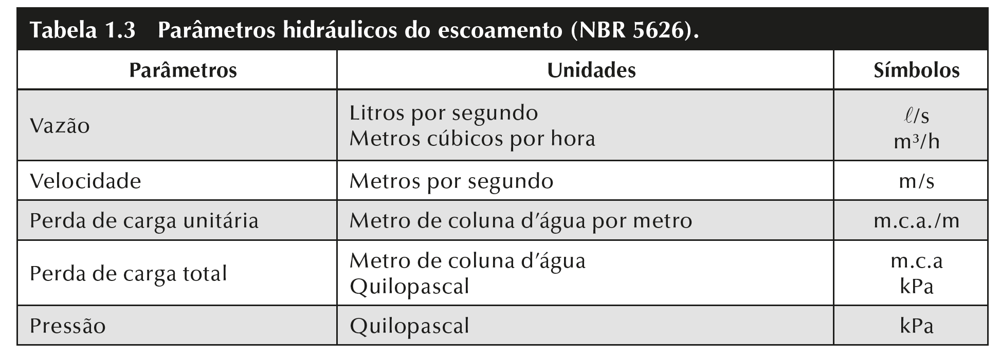 Tabela 1.3 Parâmetros hidráulicos do escoamento (NBR 5626).
Parâmetros Unidades Símbolos
Vazão
Litros por segundo ℓ/s
Metros cúbicos por hora m³/h
Velocidade Metros por segundo m/s
Perda de carga unitária Metro de coluna d’água por metro m.c.a./m
Perda de carga total
Metro de coluna d’água m.c.a
Quilopascal kPa
Pressão Quilopascal kPa